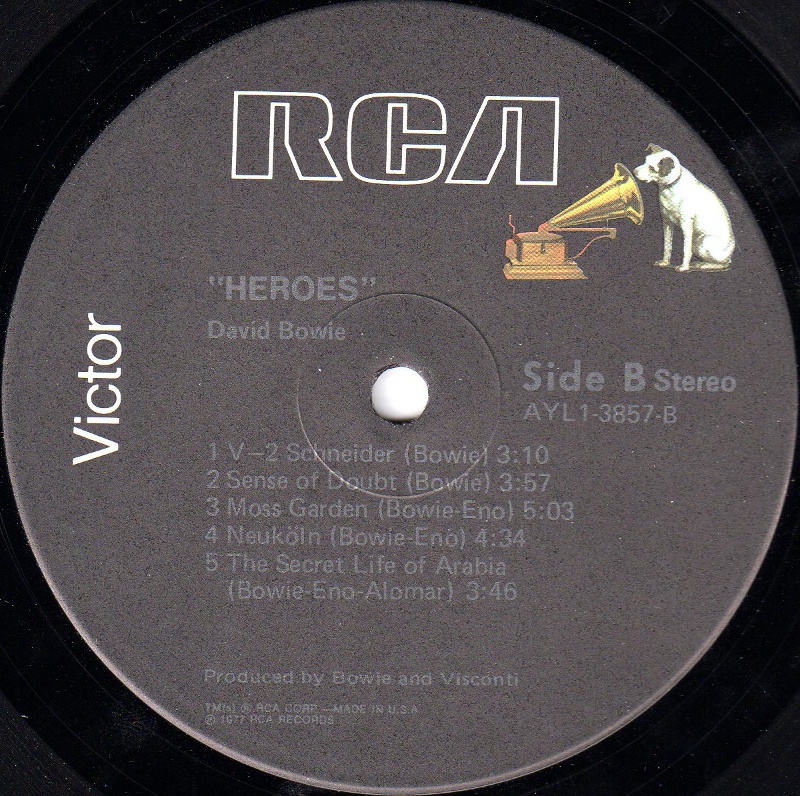 RCA
Victor
"HEROES"
David Bowie
Side B Stereo
AYL1-3857-B
1 V-2 Schneider (Bowie) 3:10
2 Sense of Doubt (Bowie) 3:57
3 Moss Garden (Bowie-Eno) 5:03
4 Neuköln (Bowie-Eno) 4:34
5 The Secret Life of Arabia
(Bowie-Eno-Alomar) 3:46
Produced by Bowie and Visconti
TM(s) ® RCA CORP.—MADE IN U.S.A
℗ 1977 RCA RECORDS